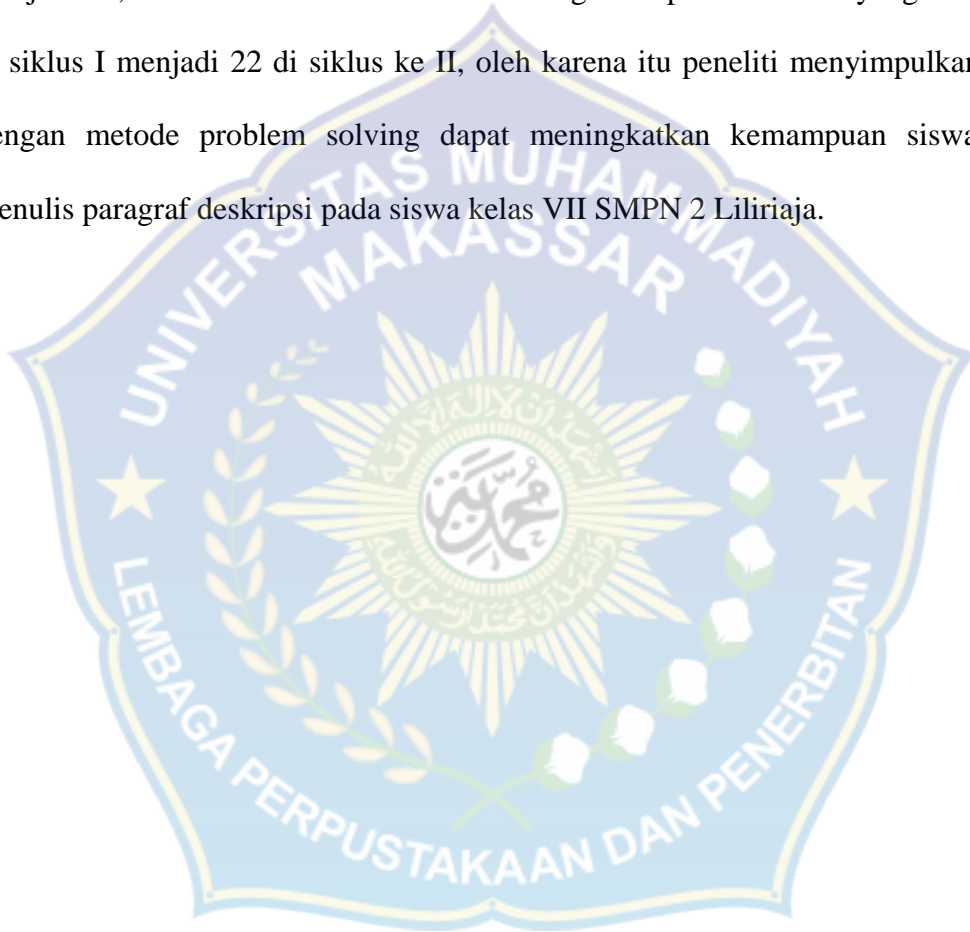 siklus I menjadi 22 di siklus ke II, oleh karena itu peneliti menyimpulkan
engan metode problem solving dapat meningkatkan kemampuan siswa
enulis paragraf deskripsi pada siswa kelas VII SMPN 2 Liliriaja.
UNIVERSITAS MUHAMMADIYAH
MAKASSAR
LEMBAGA PERPUSTAKAAN DAN PENERBITAN